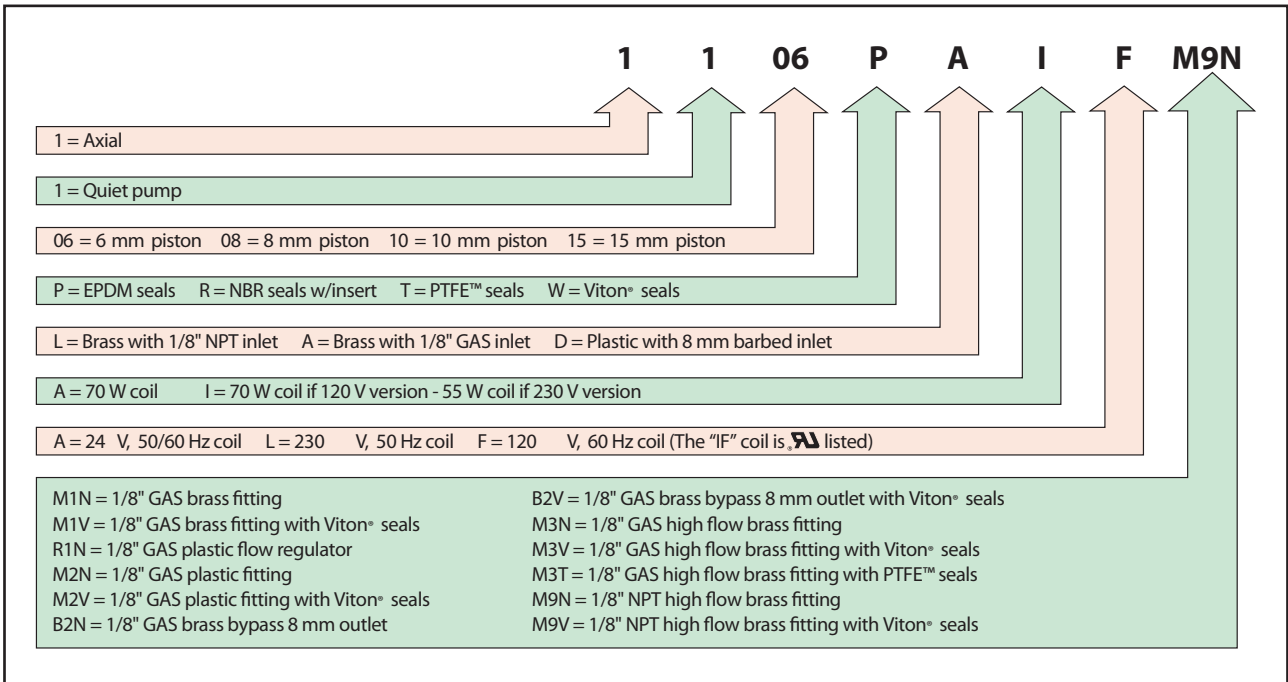 1 1 06 P A I F M9N
1 = Axial
1 = Quiet pump
06 = 6 mm piston 08 = 8 mm piston 10 = 10 mm piston 15 = 15 mm piston
P = EPDM seals R = NBR seals w/insert T = PTFE™ seals W = Viton® seals
L = Brass with 1/8" NPT inlet A = Brass with 1/8" GAS inlet D = Plastic with 8 mm barbed inlet
A = 70 W coil I = 70 W coil if 120 V version - 55 W coil if 230 V version
A = 24 V, 50/60 Hz coil L = 230 V, 50 Hz coil F = 120 V, 60 Hz coil (The “IF” coil is RU® listed)
M1N = 1/8" GAS brass fitting
M1V = 1/8" GAS brass fitting with Viton® seals
R1N = 1/8" GAS plastic flow regulator
M2N = 1/8" GAS plastic fitting
M2V = 1/8" GAS plastic fitting with Viton® seals
B2N = 1/8" GAS brass bypass 8 mm outlet
B2V = 1/8" GAS brass bypass 8 mm outlet with Viton® seals
M3N = 1/8" GAS high flow brass fitting
M3V = 1/8" GAS high flow brass fitting with Viton® seals
M3T = 1/8" GAS high flow brass fitting with PTFE™ seals
M9N = 1/8" NPT high flow brass fitting
M9V = 1/8" NPT high flow brass fitting with Viton® seals